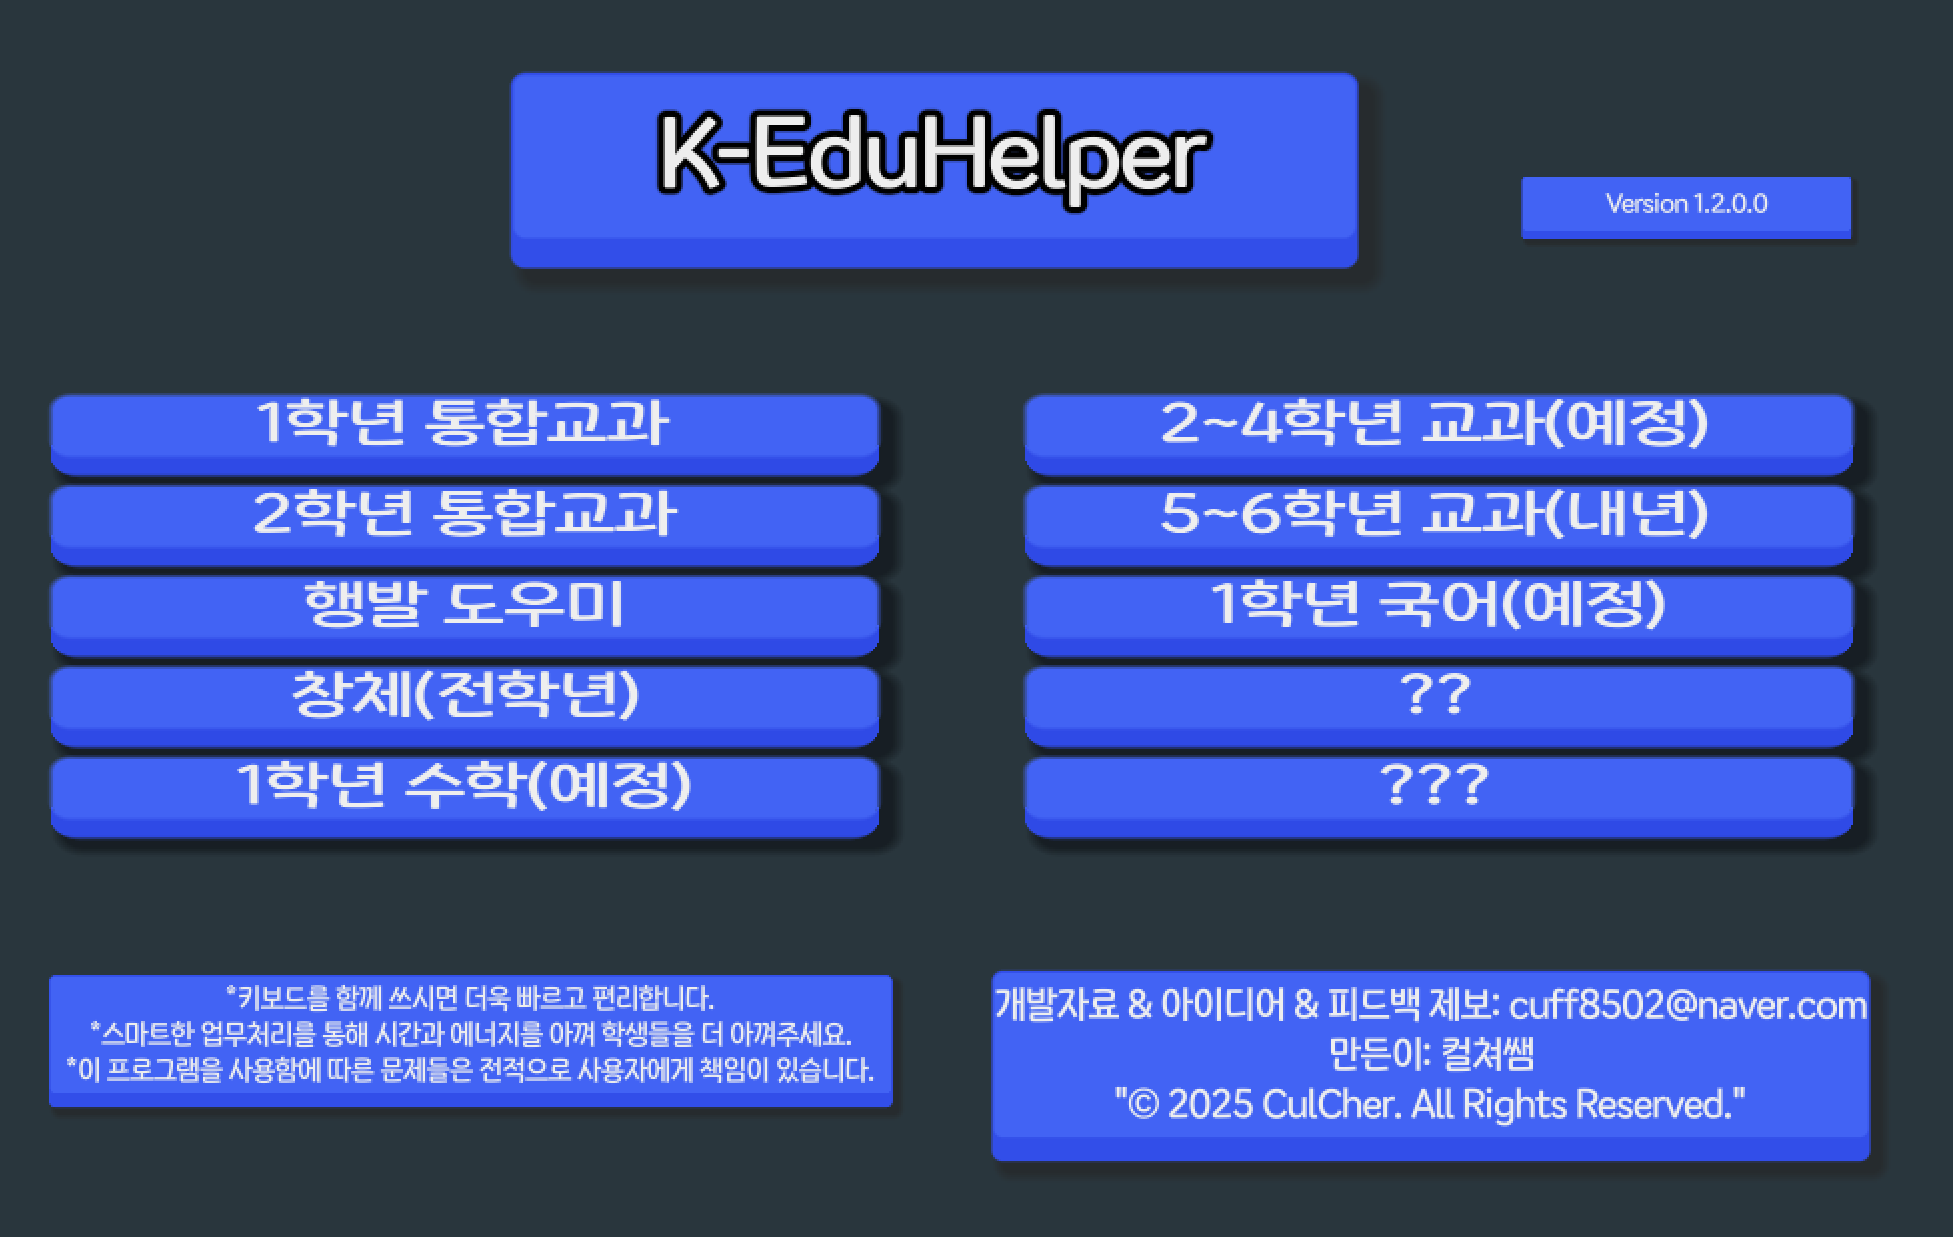 K-EduHelper
Version 1.2.0.0
1학년 통합교과
2학년 통합교과
행발 도우미
창체(전학년)
1학년 수학(예정)
2~4학년 교과(예정)
5~6학년 교과(내년)
1학년 국어(예정)
??
???
*키보드를 함께 쓰시면 더욱 빠르고 편리합니다.
*스마트한 업무처리를 통해 시간과 에너지를 아껴 학생들을 더 아껴주세요.
*이 프로그램을 사용함에 따른 문제들은 전적으로 사용자에게 책임이 있습니다.
개발자료 & 아이디어 & 피드백 제보: cuff8502@naver.com
만든이: 컬쳐쌤
"© 2025 CulCher. All Rights Reserved."